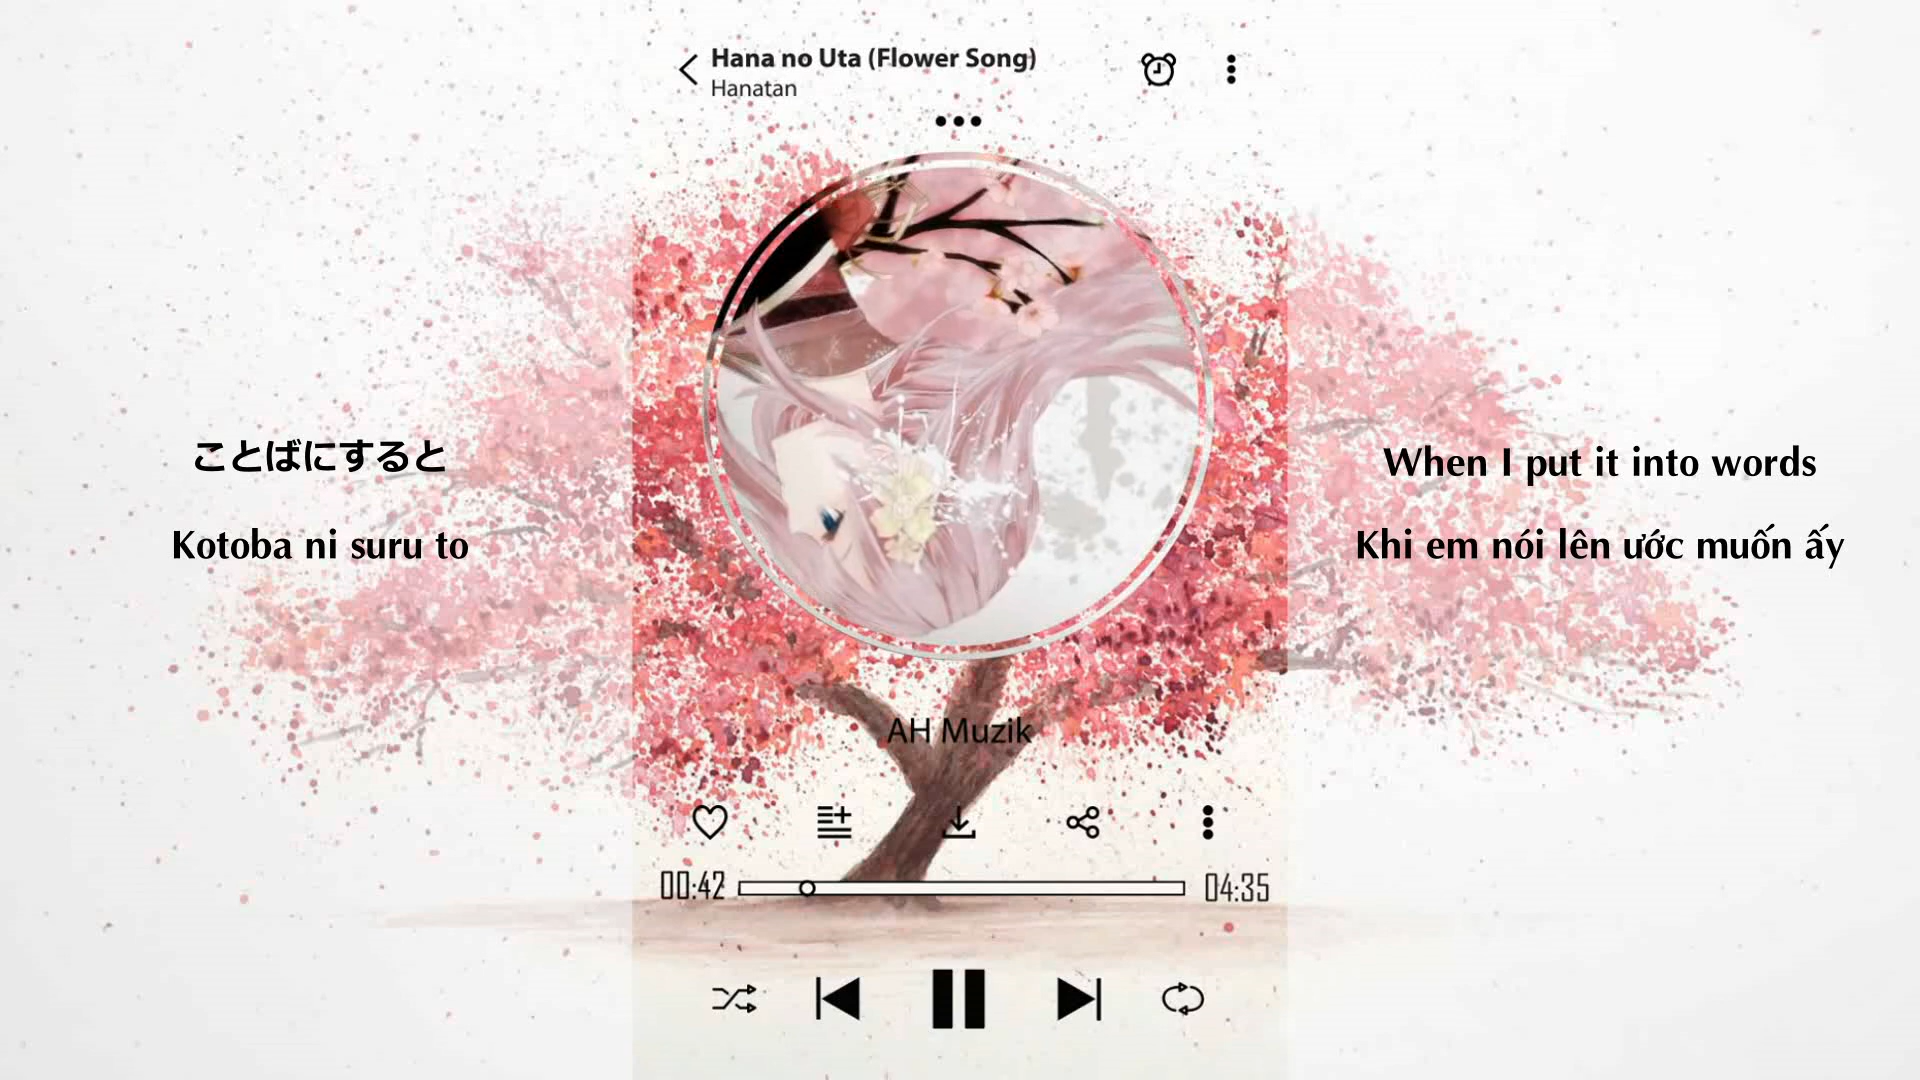 Hana no Uta (Flower Song)
Hanatan
ことばにすると
Kotoba ni suru to
When I put it into words
Khi em nói lên ước muốn ấy
AH Muzik
00:42
04:35